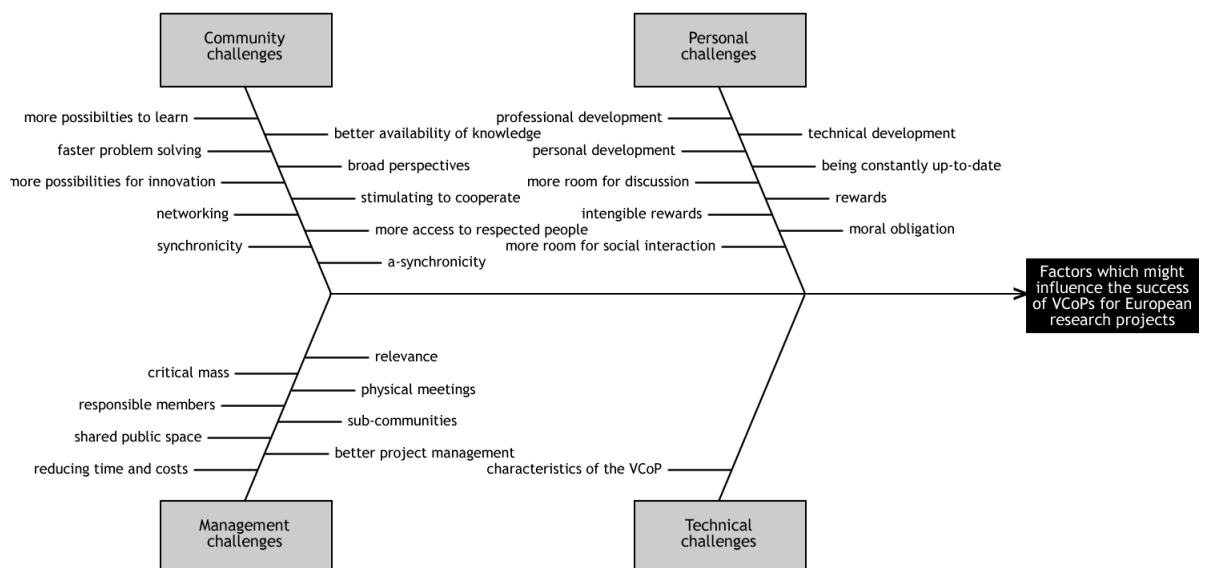 Community
challenges
Personal
challenges
more possibilties to learn
better availability of knowledge
faster problem solving
broad perspectives
more possibilities for innovation
stimulating to cooperate
networking
more access to respected people
synchronicity
a-synchronicity
professional development
technical development
personal development
being constantly up-to-date
more room for discussion
rewards
intangible rewards
moral obligation
more room for social interaction
Factors which might
influence the success
of VCoPs for European
research projects
relevance
critical mass
physical meetings
responsible members
sub-communities
shared public space
better project management
reducing time and costs
characteristics of the VCoP
Management
challenges
Technical
challenges